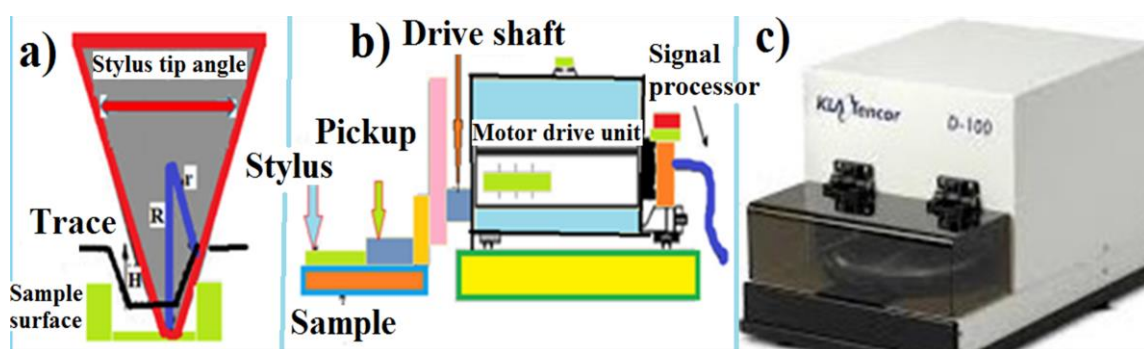 a)
Stylus tip angle
r
R
Trace
H
Sample
surface
b)
Drive shaft
Signal
processor
Motor drive unit
Pickup
Stylus
Sample
c)
KLA Tencor
D-100